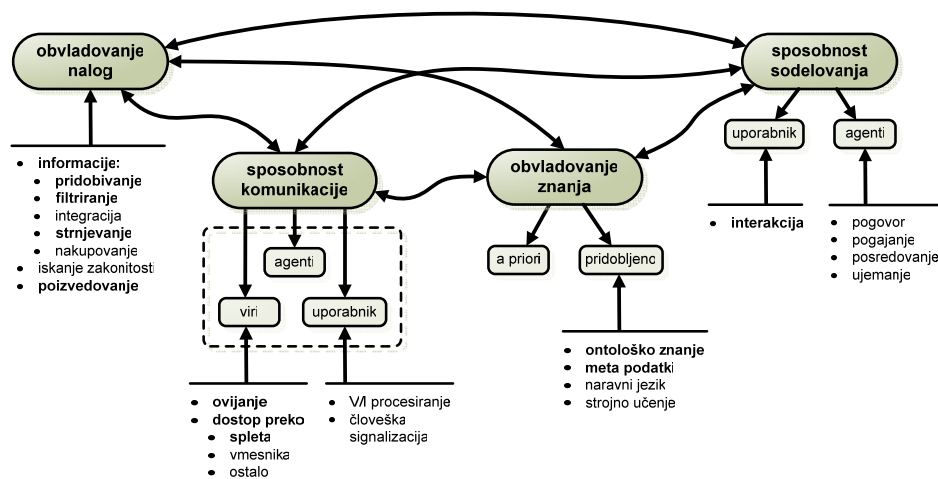 obvladovanje
nalog
sposobnost
sodelovanja
uporabnik
agenti
sposobnost
komunikacije
obvladovanje
znanja
• informacije:
• pridobivanje
• filtriranje
• integracija
• strnjevanje
• nakupovanje
• iskanje zakonitosti
• poizvedovanje
• interakcija
• pogovor
• pogajanje
• posredovanje
• ujemanje
agenti
a priori
pridobljeno
viri
uporabnik
• ontološko znanje
• meta podatki
• naravni jezik
• strojno učenje
• ovijanje
• dostop preko
• spleta
• vmesnika
• ostalo
• V/I procesiranje
• človeška
signalizacija